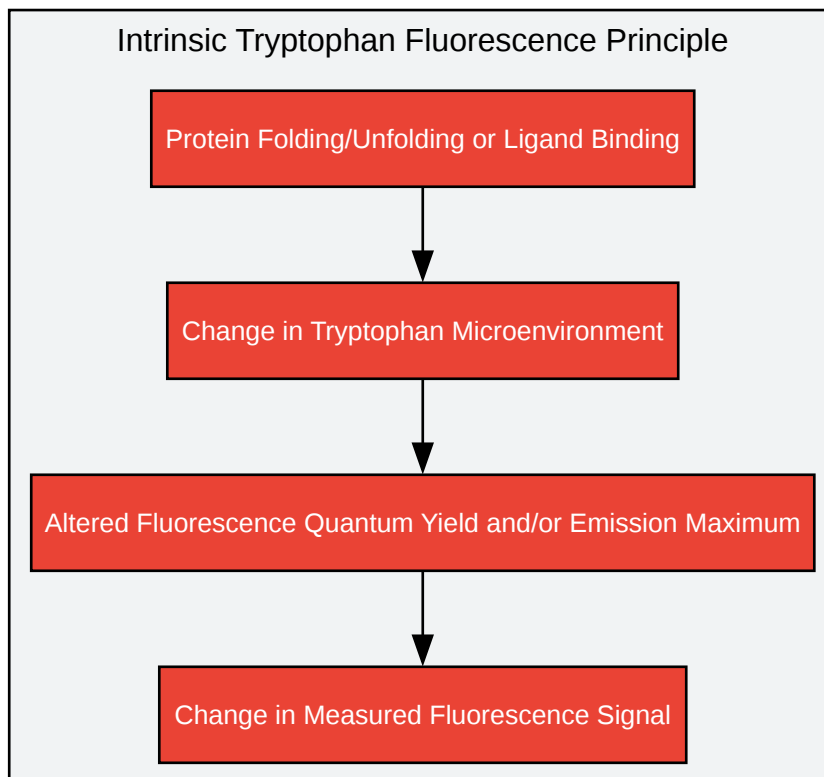 Intrinsic Tryptophan Fluorescence Principle
Protein Folding/Unfolding or Ligand Binding
Change in Tryptophan Microenvironment
Altered Fluorescence Quantum Yield and/or Emission Maximum
Change in Measured Fluorescence Signal